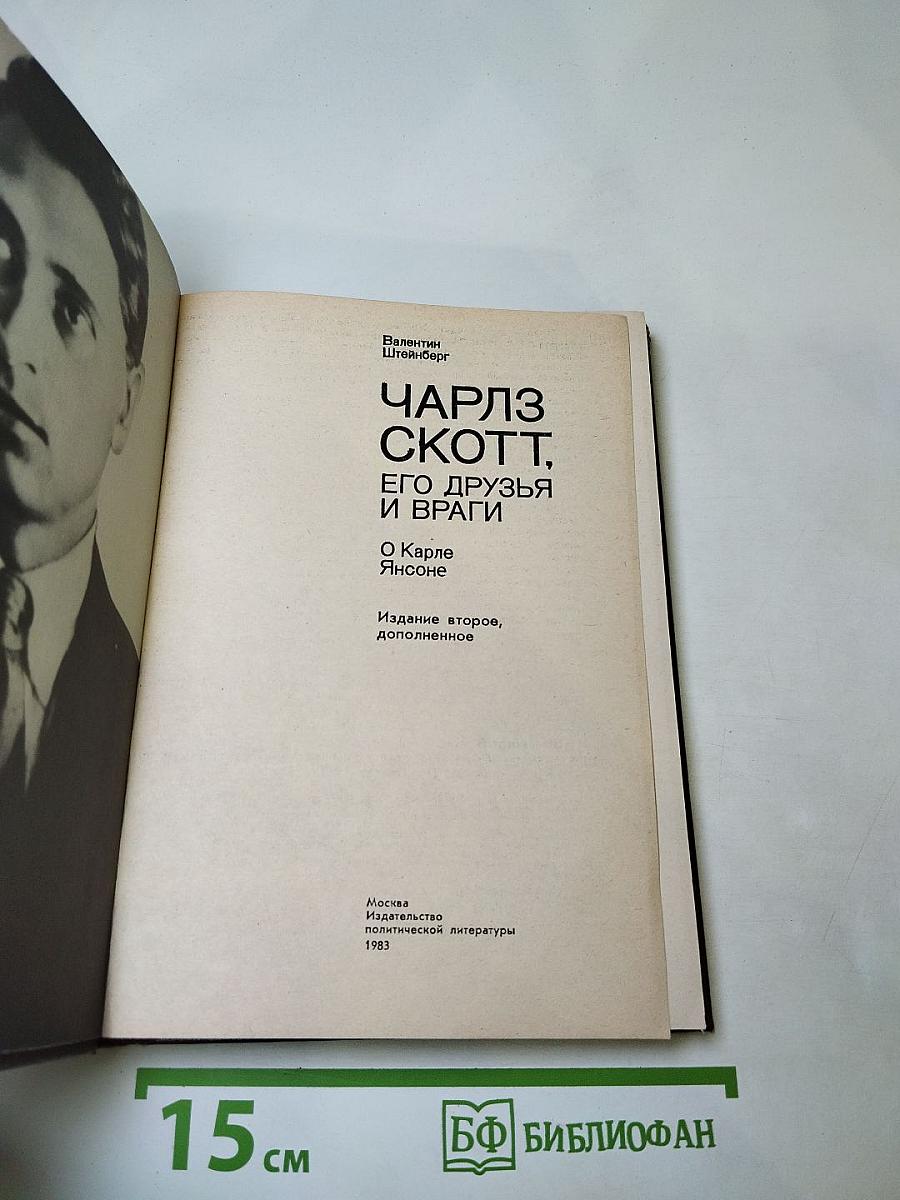 Валентин
Штейнберг
ЧАРЛЗ
СКОТТ,
ЕГО ДРУЗЬЯ
И ВРАГИ
О Карле
Янсоне
Издание второе,
дополненное
Москва
Издательство
политической литературы
1983
15 см
БФ БИБЛИОФАН